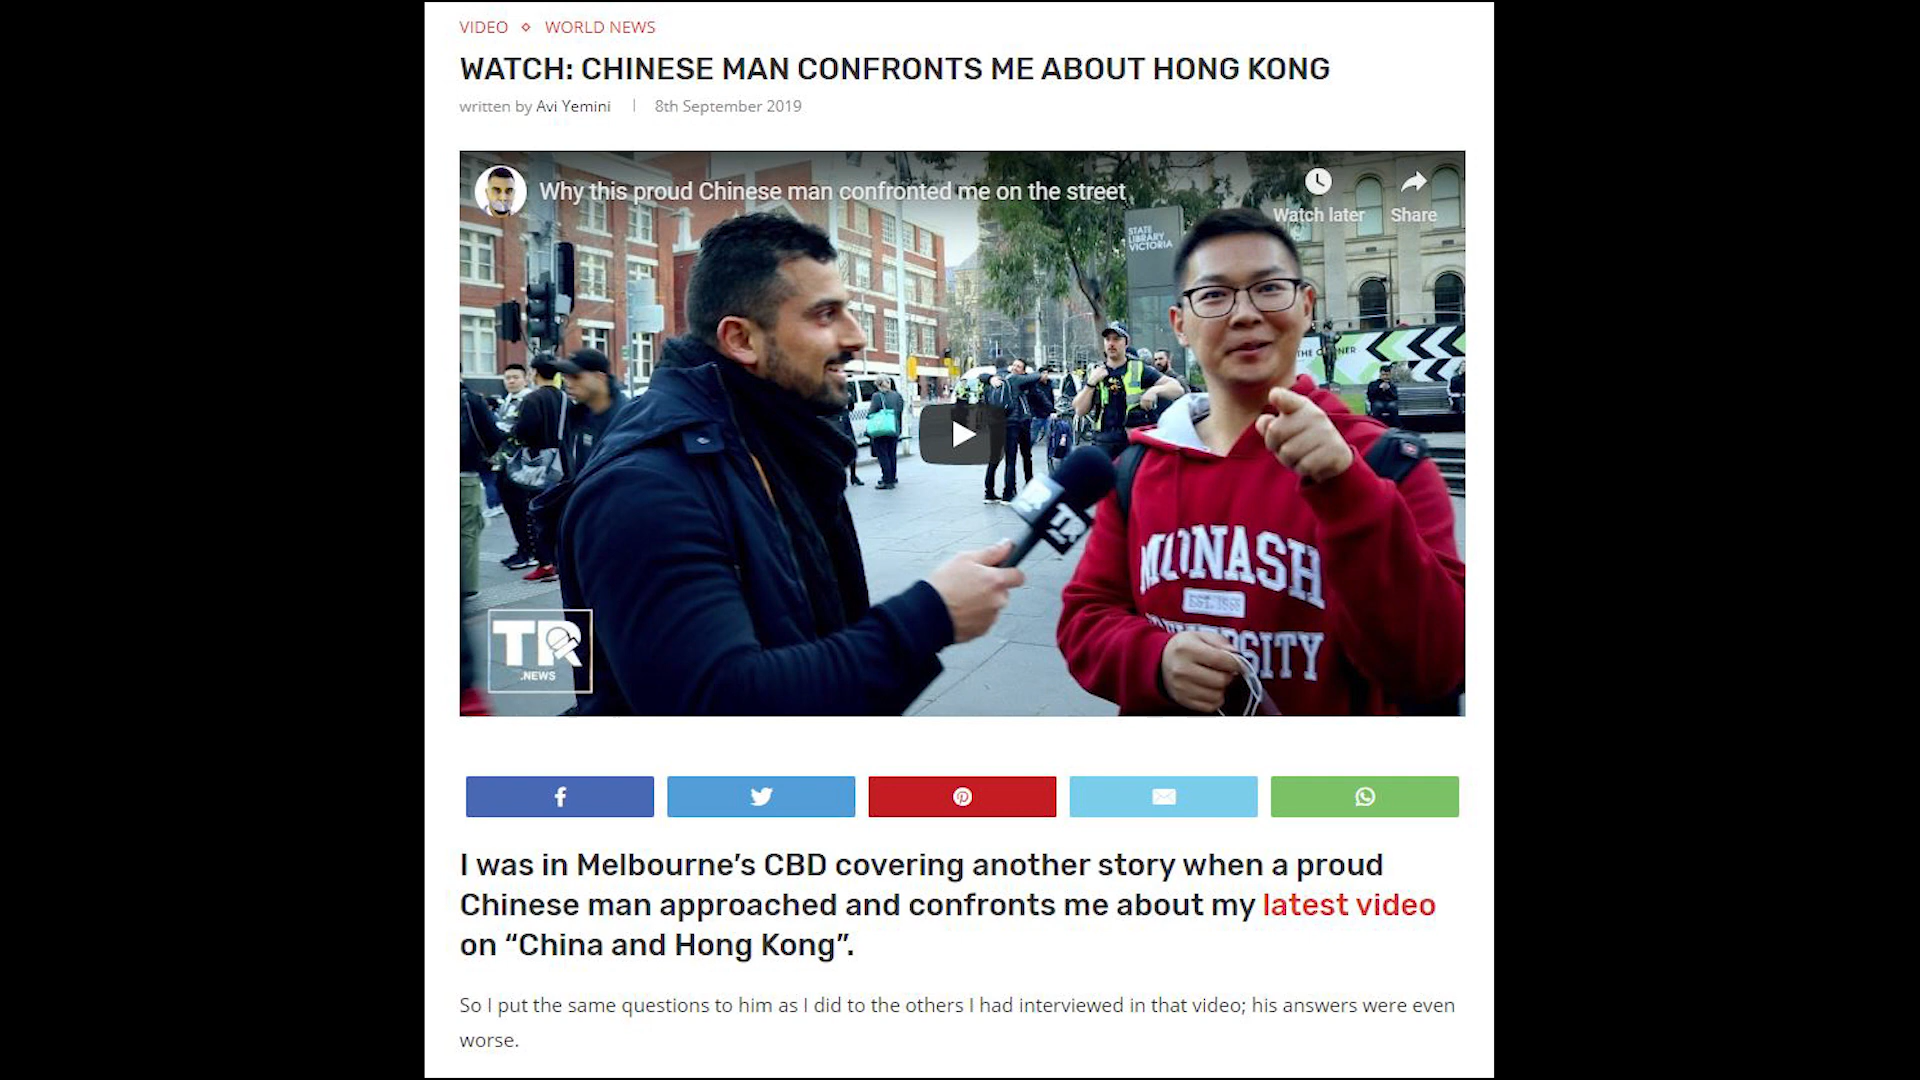 VIDEO ◇ WORLD NEWS
WATCH: CHINESE MAN CONFRONTS ME ABOUT HONG KONG
written by Avi Yemini | 8th September 2019
Why this proud Chinese man confronted me on the street
Watch later
Share
STATE
LIBRARY
VICTORIA
TR
MONASH
EST. 1958
UNIVERSITY
TR
.NEWS
I was in Melbourne’s CBD covering another story when a proud
Chinese man approached and confronts me about my latest video
on “China and Hong Kong”.
So I put the same questions to him as I did to the others I had interviewed in that video; his answers were even
worse.